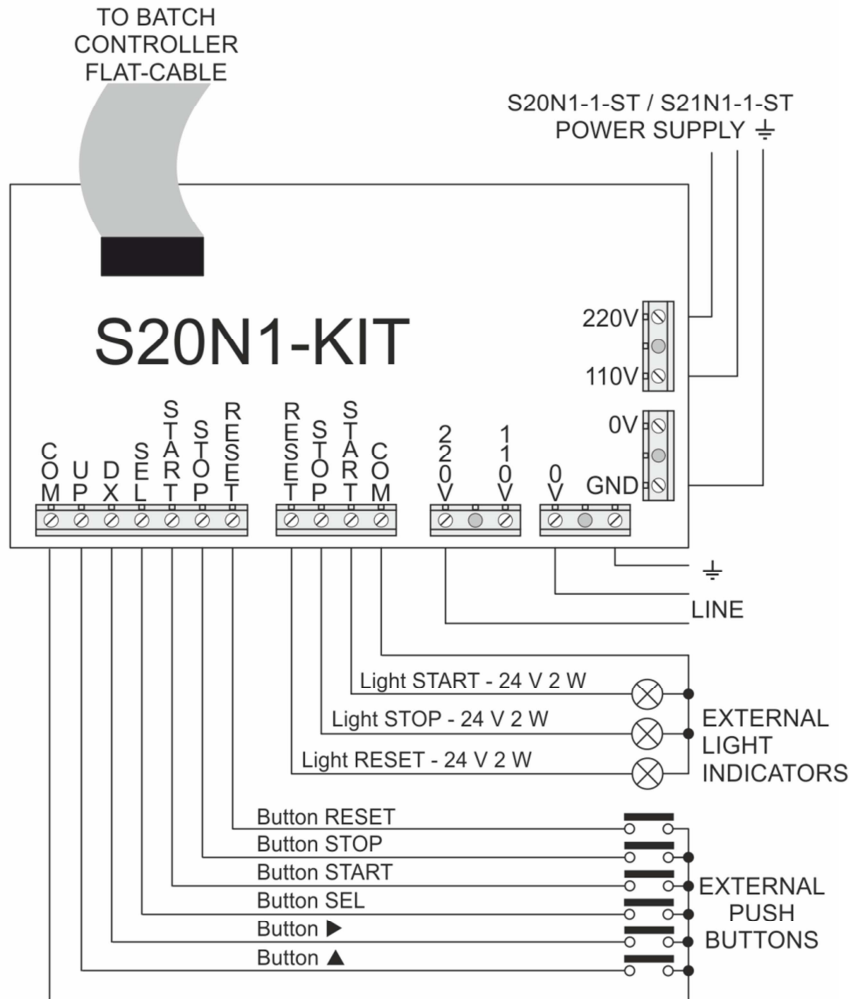 TO BATCH
CONTROLLER
FLAT-CABLE
S20N1-1-ST / S21N1-1-ST
POWER SUPPLY
S20N1-KIT
220V
110V
0V
GND
COM
UP
DX
SEL
START
STOP
RESET
RESET
STOP
START
COM
220V
110V
0V
LINE
Light START - 24 V 2 W
Light STOP - 24 V 2 W
Light RESET - 24 V 2 W
EXTERNAL
LIGHT
INDICATORS
Button RESET
Button STOP
Button START
Button SEL
Button ▶
Button ▲
EXTERNAL
PUSH
BUTTONS